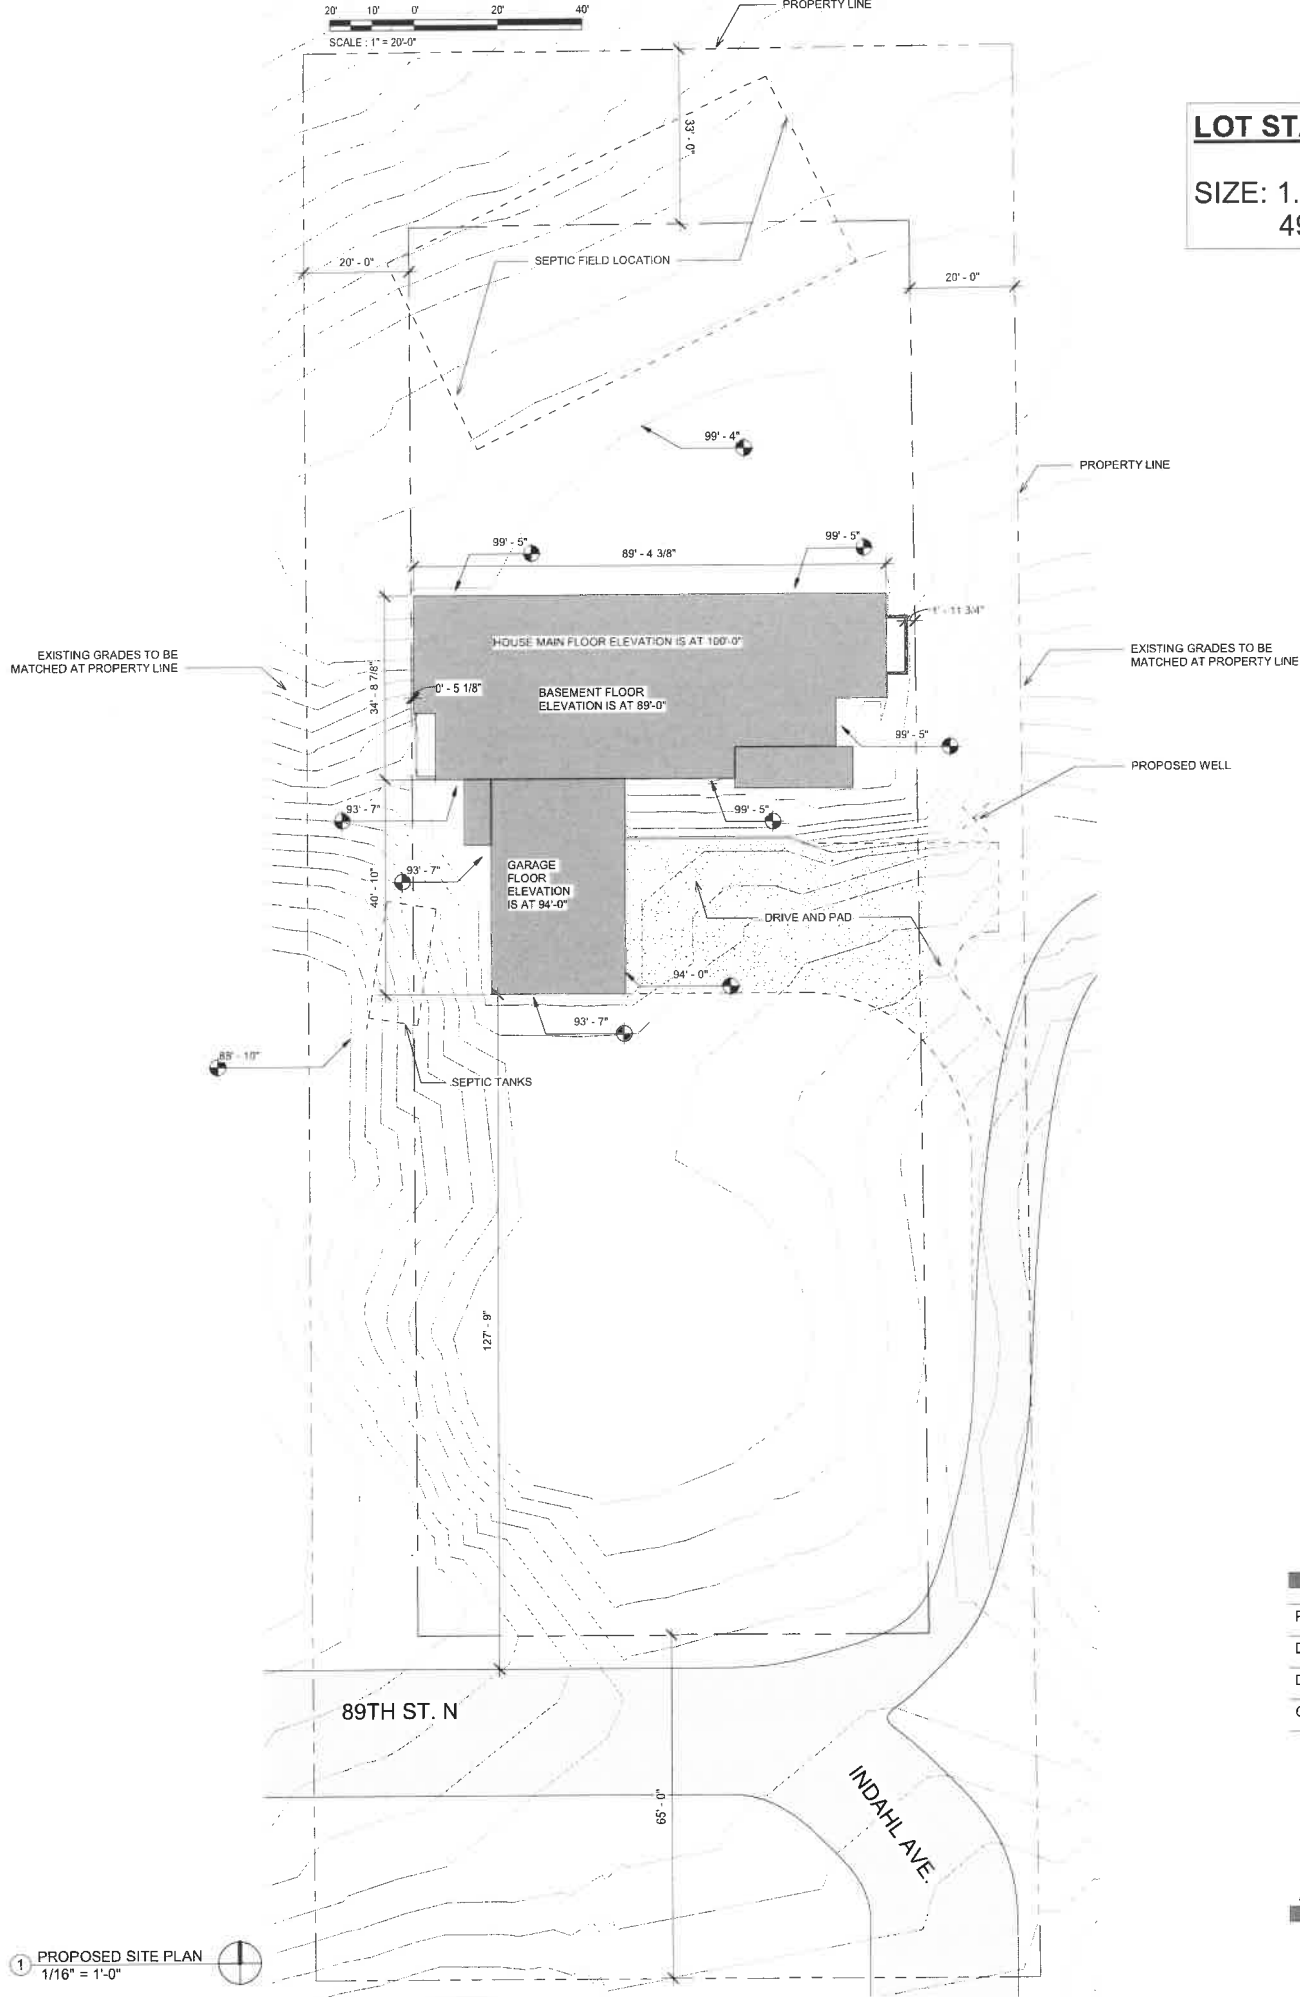 20'
10'
0'
20'
40'
SCALE : 1" = 20'-0"
PROPERTY LINE
33' - 0"
LOT
SIZE: 1.
20' - 0"
SEPTIC FIELD LOCATION
20' - 0"
99' - 4"
PROPERTY LINE
99' - 5"
89' - 4 3/8"
99' - 5"
1' - 11 3/4"
HOUSE MAIN FLOOR ELEVATION IS AT 100'-0"
EXISTING GRADES TO BE
MATCHED AT PROPERTY LINE
EXISTING GRADES TO BE
MATCHED AT PROPERTY LINE
34' - 8 7/8"
0' - 5 1/8"
BASEMENT FLOOR
ELEVATION IS AT 89'-0"
99' - 5"
PROPOSED WELL
93' - 7"
99' - 5"
93' - 7"
40' - 10"
GARAGE
FLOOR
ELEVATION
IS AT 94'-0"
DRIVE AND PAD
94' - 0"
93' - 7"
88' - 10"
SEPTIC TANKS
127' - 9"
89TH ST. N
65' - 0"
INDAHL AVE.
1 PROPOSED SITE PLAN
1/16" = 1'-0"